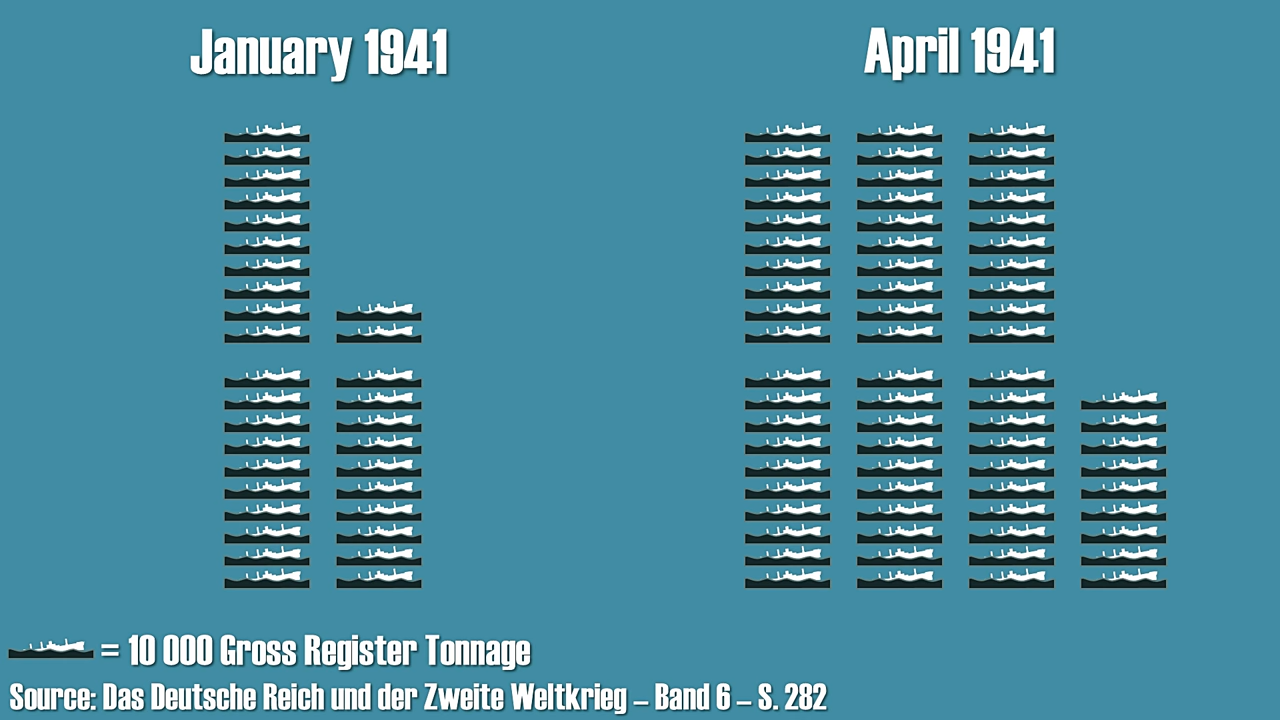 January 1941
April 1941
= 10 000 Gross Register Tonnage
Source: Das Deutsche Reich und der Zweite Weltkrieg – Band 6 – S. 282